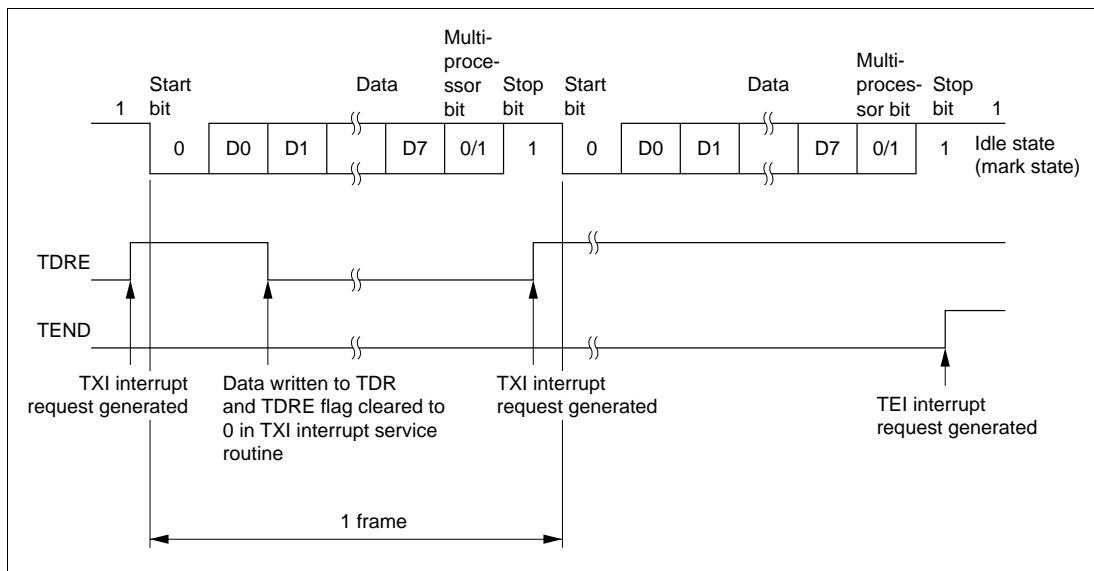 Multi-
proce-
ssor
bit
Start
bit
Data
Stop
bit
Start
bit
Data
Multi-
proces-
sor bit
Stop
bit
1
1
0
D0
D1
D7
0/1
1
0
D0
D1
D7
0/1
1
Idle state
(mark state)
TDRE
TEND
TXI interrupt
request generated
Data written to TDR
and TDRE flag cleared to
0 in TXI interrupt service
routine
TXI interrupt
request generated
TEI interrupt
request generated
1 frame